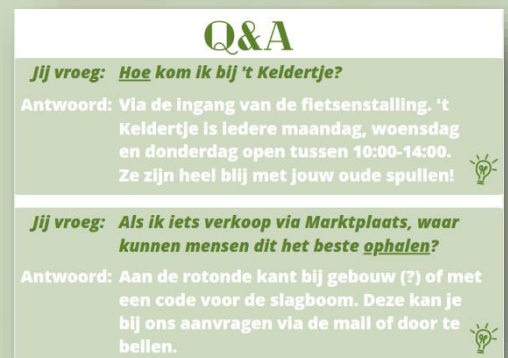 Q&A
Jij vroeg: Hoe kom ik bij 't Keldertje?
Antwoord: Via de ingang van de fietsenstalling. 't
Keldertje is iedere maandag, woensdag
en donderdag open tussen 10:00-14:00.
Ze zijn heel blij met jouw oude spullen!
Jij vroeg: Als ik iets verkoop via Marktplaats, waar
kunnen mensen dit het beste ophalen?
Antwoord: Aan de rotonde kant bij gebouw (?) of met
een code voor de slagboom. Deze kan je
bij ons aanvragen via de mail of door te
bellen.